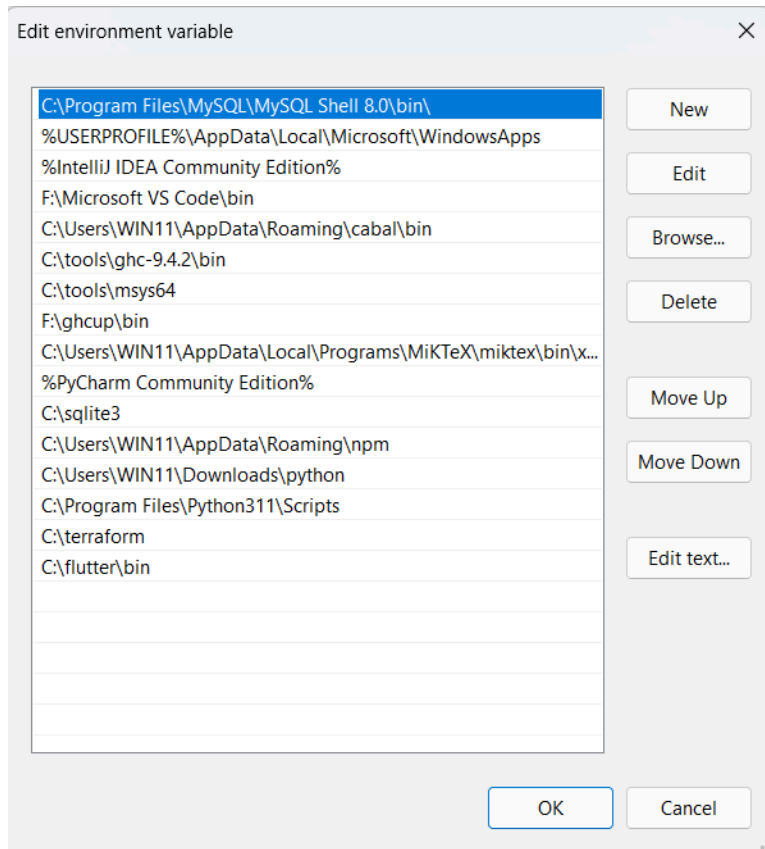 Edit environment variable
C:\Program Files\MySQL\MySQL Shell 8.0\bin\
New
%USERPROFILE%\AppData\Local\Microsoft\WindowsApps
%IntelliJ IDEA Community Edition%
Edit
F:\Microsoft VS Code\bin
C:\Users\WIN11\AppData\Roaming\cabal\bin
Browse...
C:\tools\ghc-9.4.2\bin
C:\tools\msys64
Delete
F:\ghcup\bin
C:\Users\WIN11\AppData\Local\Programs\MiKTeX\miktex\bin\x...
%PyCharm Community Edition%
Move Up
C:\sqlite3
C:\Users\WIN11\AppData\Roaming\npm
Move Down
C:\Users\WIN11\Downloads\python
C:\Program Files\Python311\Scripts
C:\terraform
Edit text...
C:\flutter\bin
OK
Cancel